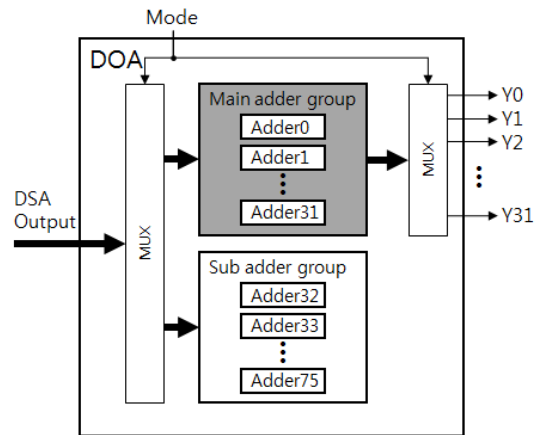 Mode
DOA
Main adder group
Adder0
Adder1
Adder31
MUX
MUX
Y0
Y1
Y2
Y31
DSA
Output
Sub adder group
Adder32
Adder33
Adder75